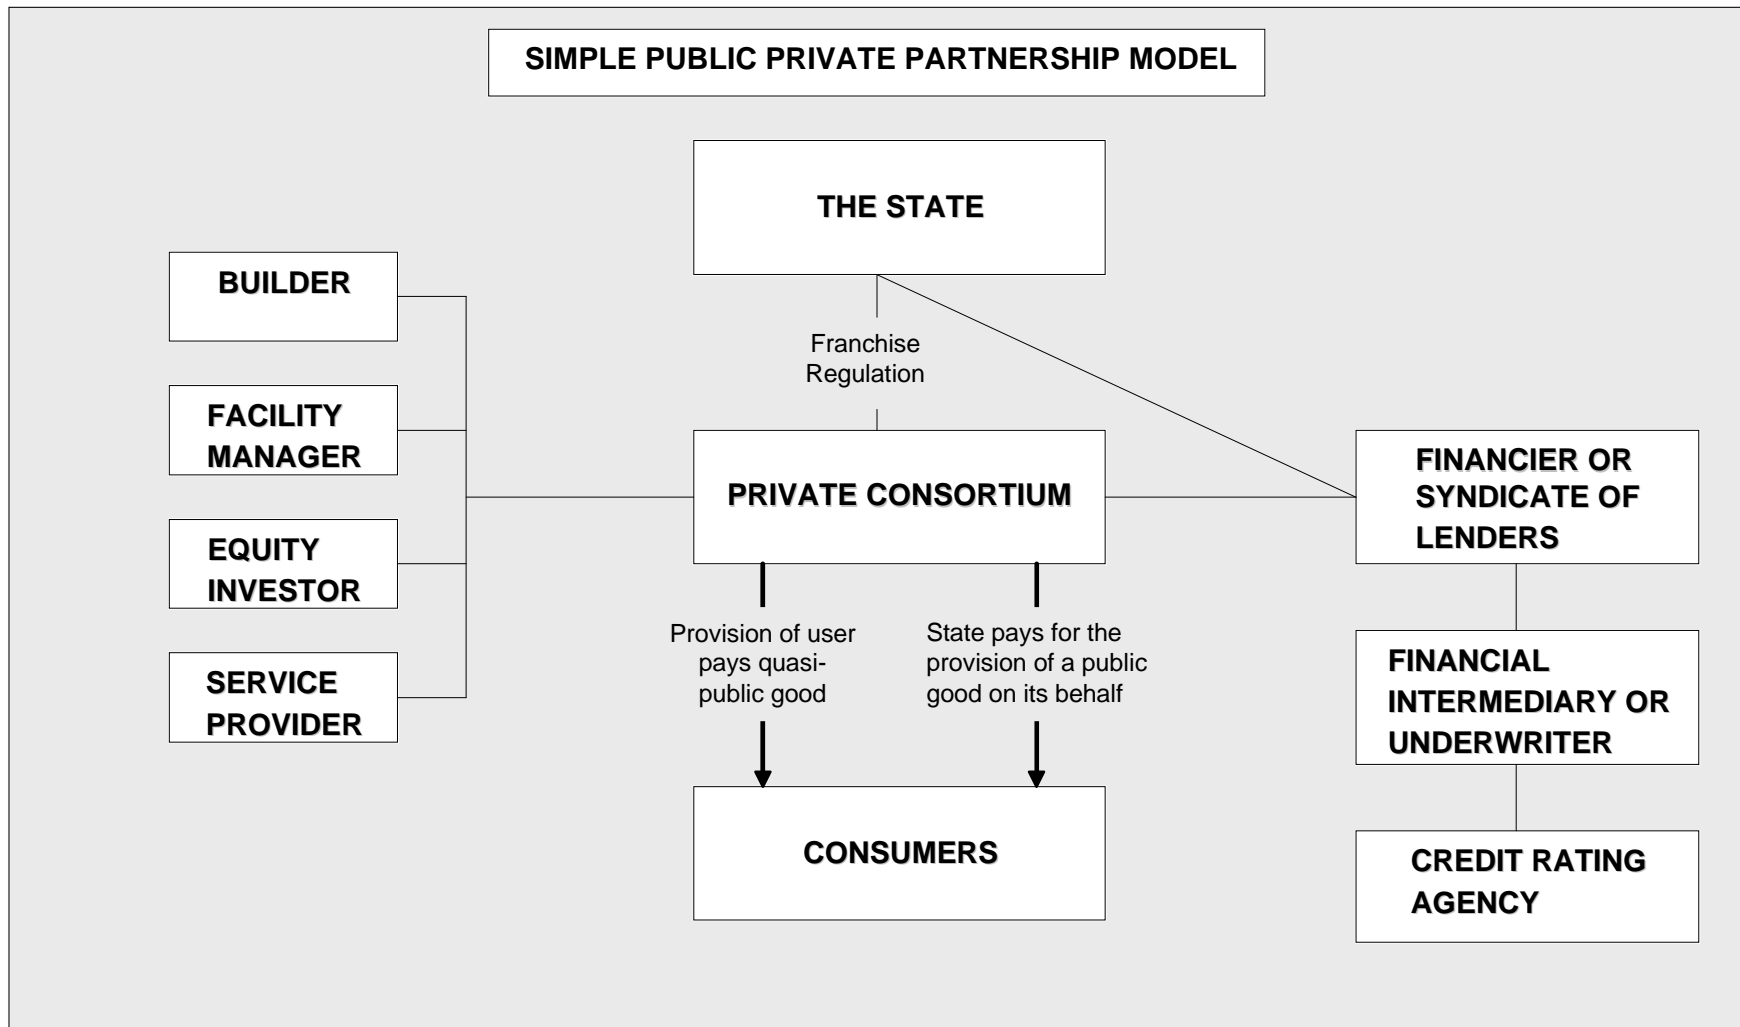 SIMPLE PUBLIC PRIVATE PARTNERSHIP MODEL
THE STATE
BUILDER
Franchise
Regulation
FACILITY
MANAGER
PRIVATE CONSORTIUM
FINANCIER OR
SYNDICATE OF
LENDERS
EQUITY
INVESTOR
Provision of user
pays quasi-
public good
State pays for the
provision of a public
good on its behalf
SERVICE
PROVIDER
FINANCIAL
INTERMEDIARY OR
UNDERWRITER
CONSUMERS
CREDIT RATING
AGENCY